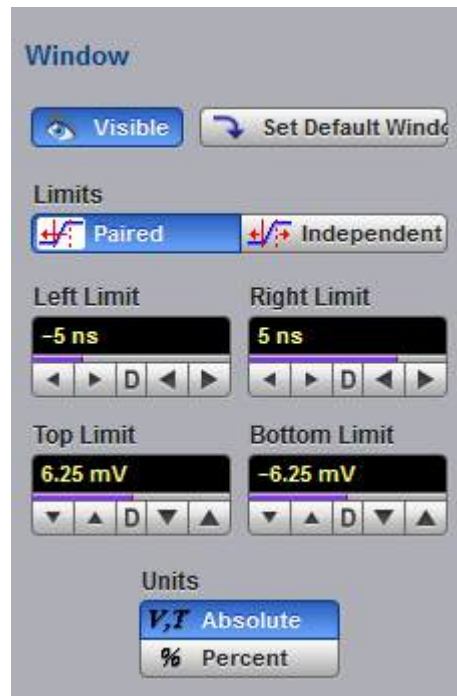 Window
Visible Set Default Windo
Limits
Paired Independent
Left Limit Right Limit
−5 ns 5 ns
D D
Top Limit Bottom Limit
6.25 mV −6.25 mV
D D
Units
V,T Absolute
% Percent